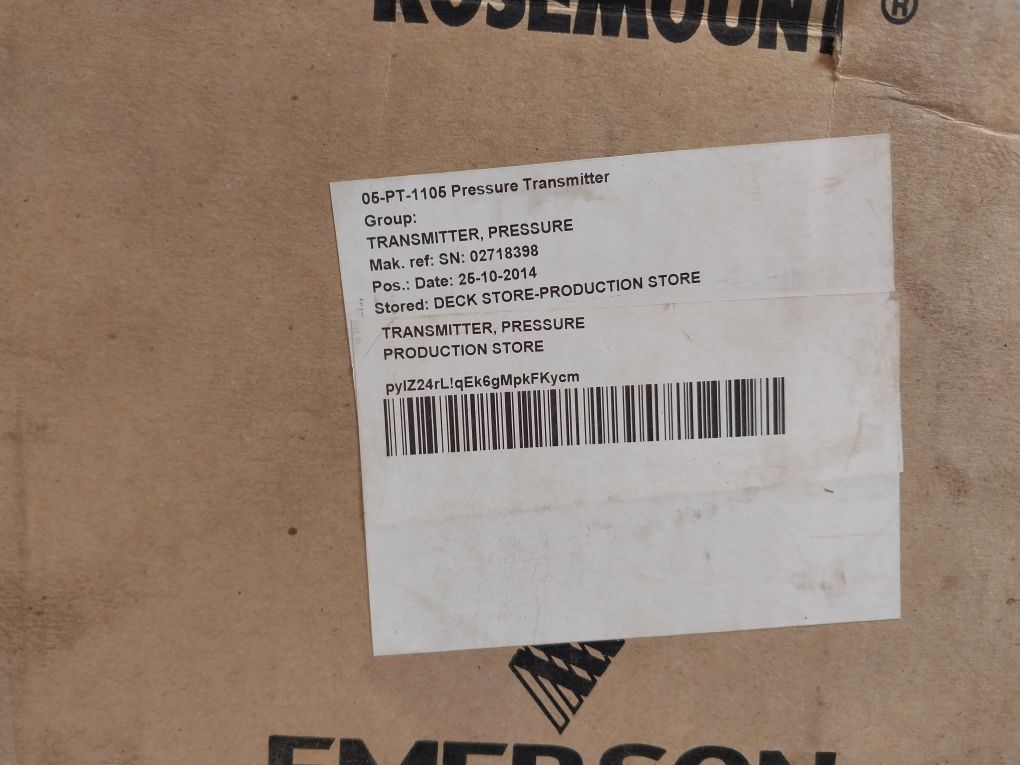 ROSEMOUNT®
05-PT-1105 Pressure Transmitter
Group:
TRANSMITTER, PRESSURE
Mak. ref: SN: 02718398
Pos.: Date: 25-10-2014
Stored: DECK STORE-PRODUCTION STORE
TRANSMITTER, PRESSURE
PRODUCTION STORE
pylZ24rL!qEk6gMpkFKycm
EMERSON